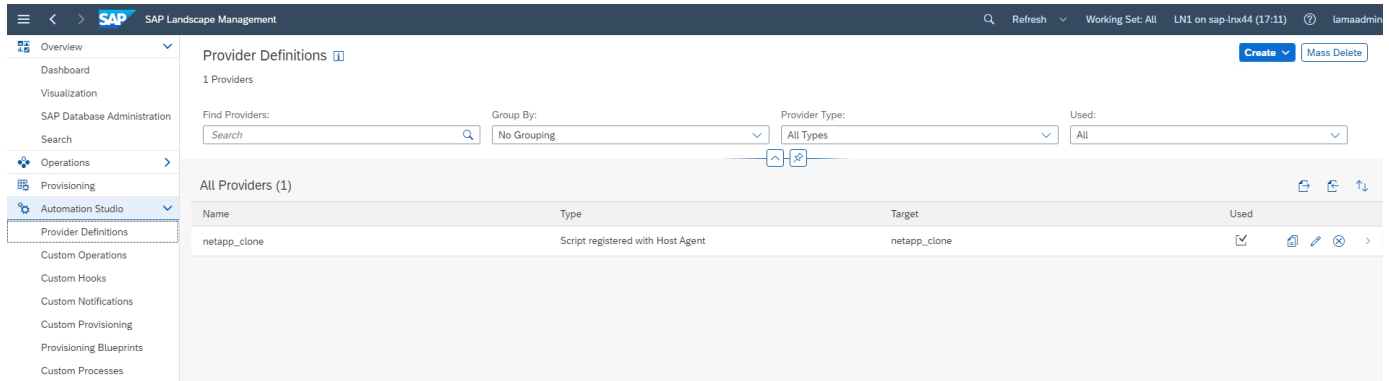 SAP SAP Landscape Management Refresh Working Set: All LN1 on sap-lnx44 (17:11) lamaadmin
Overview
Dashboard
Visualization
SAP Database Administration
Search
Operations
Provisioning
Automation Studio
Provider Definitions
Custom Operations
Custom Hooks
Custom Notifications
Custom Provisioning
Provisioning Blueprints
Custom Processes
Provider Definitions
Create Mass Delete
1 Providers
Find Providers: Group By: Provider Type: Used:
Search No Grouping All Types All
All Providers (1)
Name Type Target Used
netapp_clone Script registered with Host Agent netapp_clone